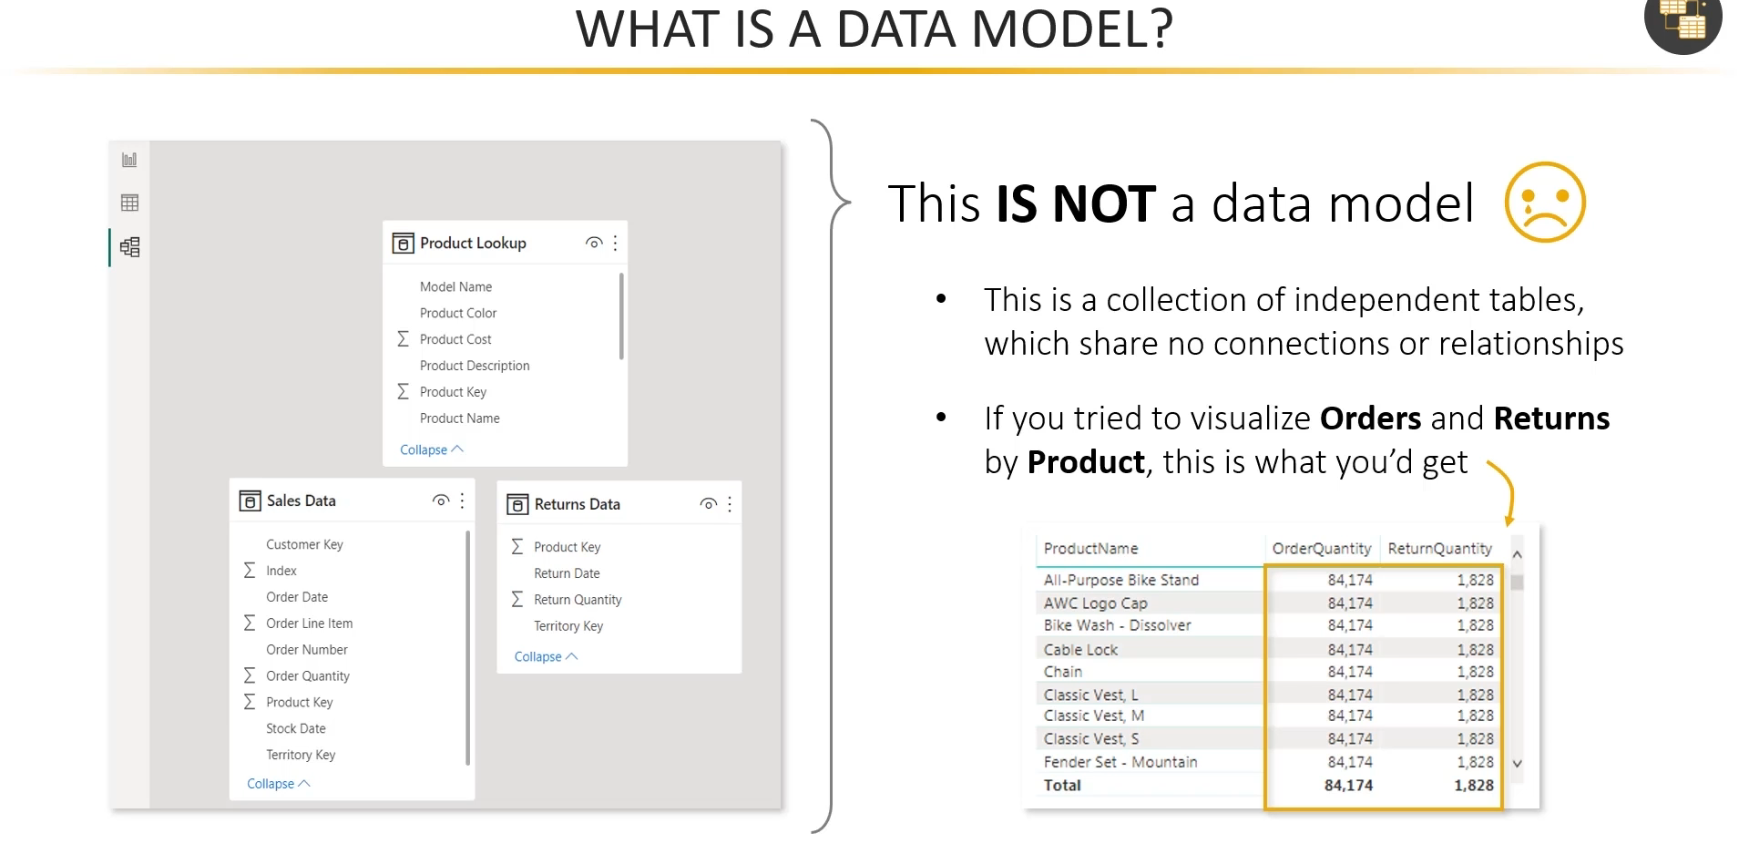 WHAT IS A DATA MODEL?
Product Lookup
Model Name
Product Color
∑ Product Cost
Product Description
∑ Product Key
Product Name
Collapse
Sales Data
Customer Key
∑ Index
Order Date
∑ Order Line Item
Order Number
∑ Order Quantity
∑ Product Key
Stock Date
Territory Key
Collapse
Returns Data
∑ Product Key
Return Date
∑ Return Quantity
Territory Key
Collapse
This IS NOT a data model
• This is a collection of independent tables,
which share no connections or relationships
• If you tried to visualize Orders and Returns
by Product, this is what you'd get
ProductName OrderQuantity ReturnQuantity
All-Purpose Bike Stand 84,174 1,828
AWC Logo Cap 84,174 1,828
Bike Wash - Dissolver 84,174 1,828
Cable Lock 84,174 1,828
Chain 84,174 1,828
Classic Vest, L 84,174 1,828
Classic Vest, M 84,174 1,828
Classic Vest, S 84,174 1,828
Fender Set - Mountain 84,174 1,828
Total 84,174 1,828